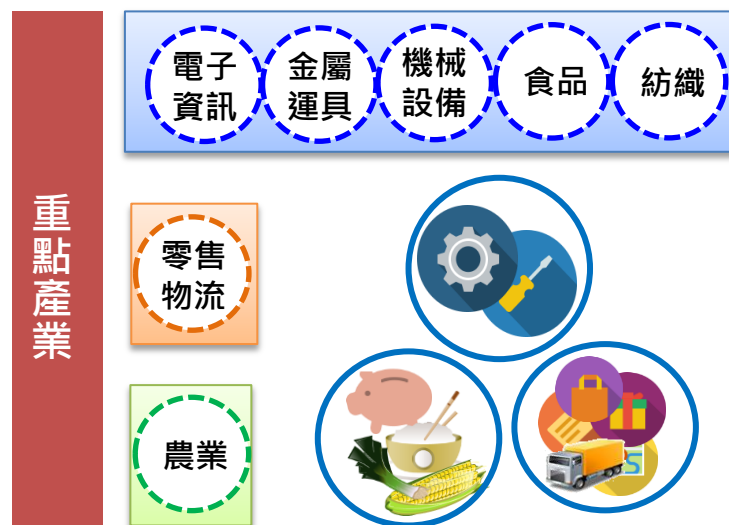 重點產業
電子
資訊
金屬
運具
機械
設備
食品
紡織
零售
物流
農業